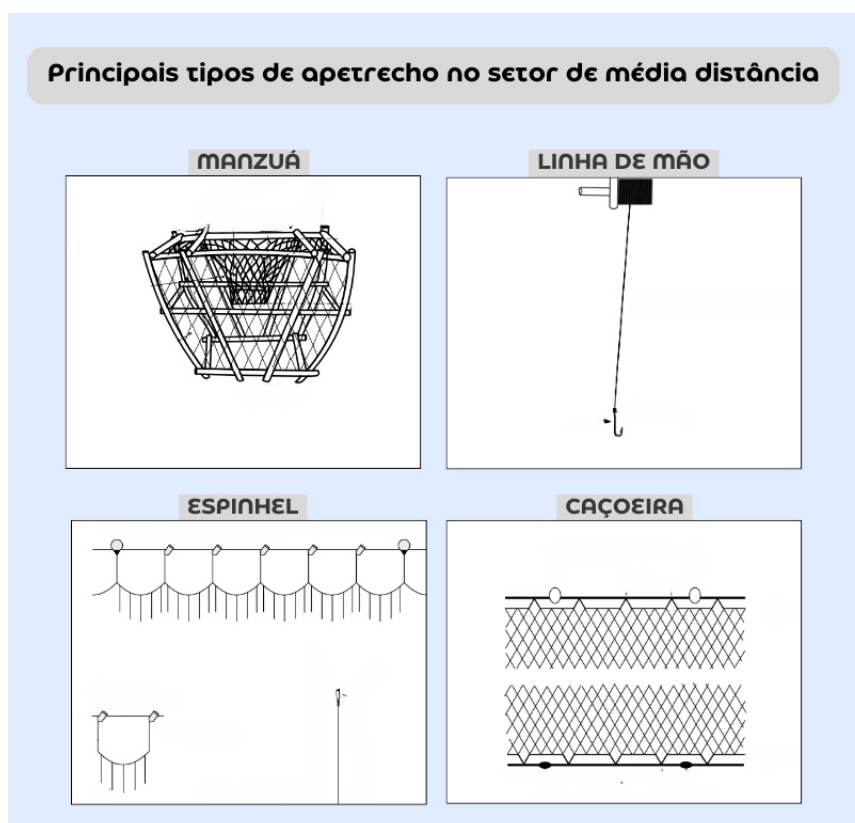 Principais tipos de apetrecho no setor de média distância
MANZUÁ
LINHA DE MÃO
ESPINHEL
CAÇOEIRA